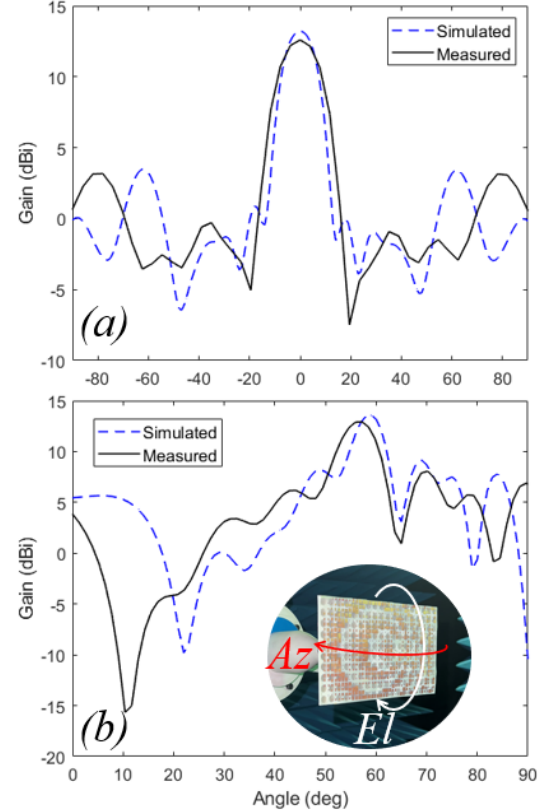 15
10
5
0
-5
-10
Gain (dBi)
Simulated
Measured
(a)
-80 -60 -40 -20 0 20 40 60 80
15
10
5
0
-5
-10
-15
-20
Gain (dBi)
Simulated
Measured
Az
El
(b)
0 10 20 30 40 50 60 70 80 90
Angle (deg)